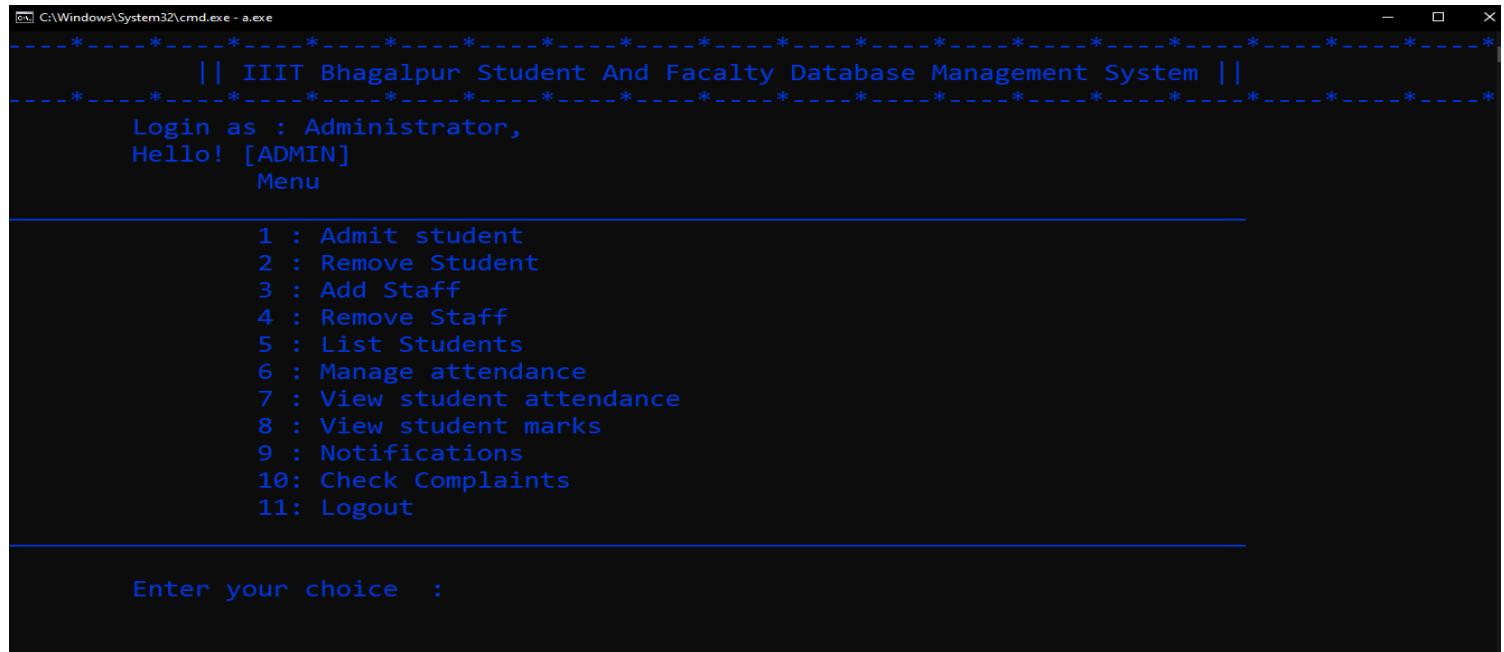 C:\Windows\System32\cmd.exe - a.exe
----*----*----*----*----*----*----*----*----*----*----*----*----*----*----*----*----*----*----*
|| IIIT Bhagalpur Student And Facalty Database Management System ||
----*----*----*----*----*----*----*----*----*----*----*----*----*----*----*----*----*----*----*
Login as : Administrator,
Hello! [ADMIN]
Menu
1 : Admit student
2 : Remove Student
3 : Add Staff
4 : Remove Staff
5 : List Students
6 : Manage attendance
7 : View student attendance
8 : View student marks
9 : Notifications
10: Check Complaints
11: Logout
Enter your choice  :